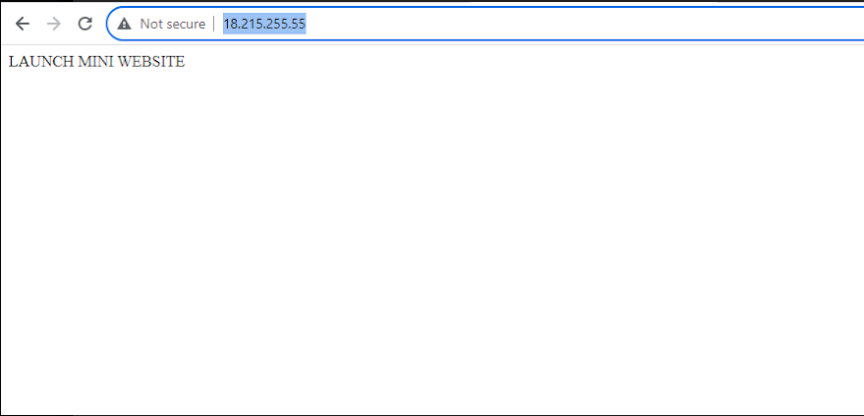 Not secure | 18.215.255.55
LAUNCH MINI WEBSITE